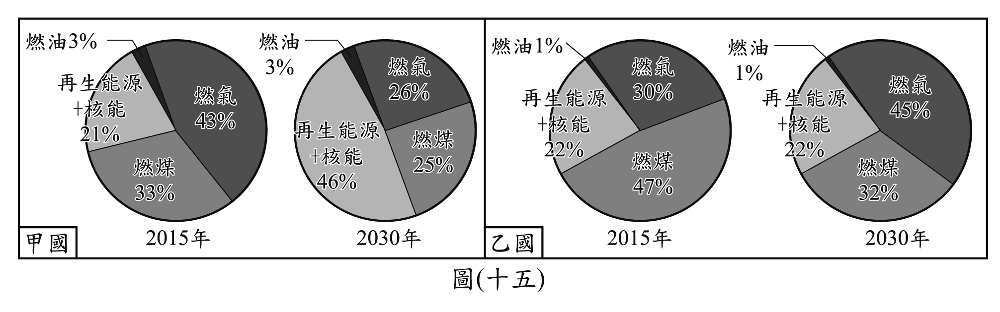 燃油3%
燃氣
43%
再生能源
+核能
21%
燃煤
33%
2015年
燃油
3%
燃氣
26%
再生能源
+核能
46%
燃煤
25%
2030年
甲國
燃油1%
燃氣
30%
再生能源
+核能
22%
燃煤
47%
2015年
燃油
1%
燃氣
45%
再生能源
+核能
22%
燃煤
32%
2030年
乙國
圖(十五)